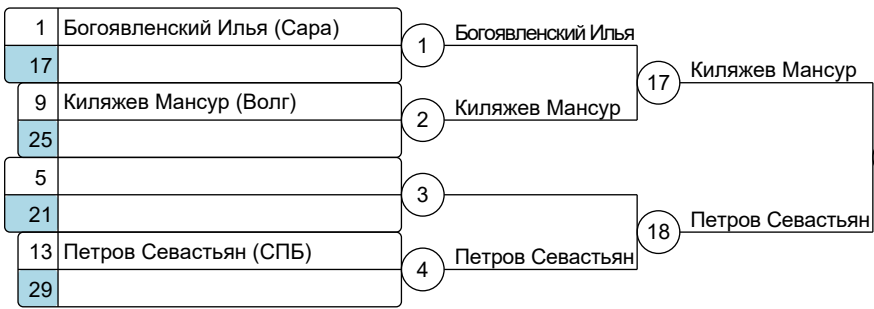 1 Богоявленский Илья (Сара)
17
9 Киляжев Мансур (Волг)
25
5
21
13 Петров Севастьян (СПБ)
29
1 Богоявленский Илья
2 Киляжев Мансур
3
4 Петров Севастьян
17 Киляжев Мансур
18 Петров Севастьян